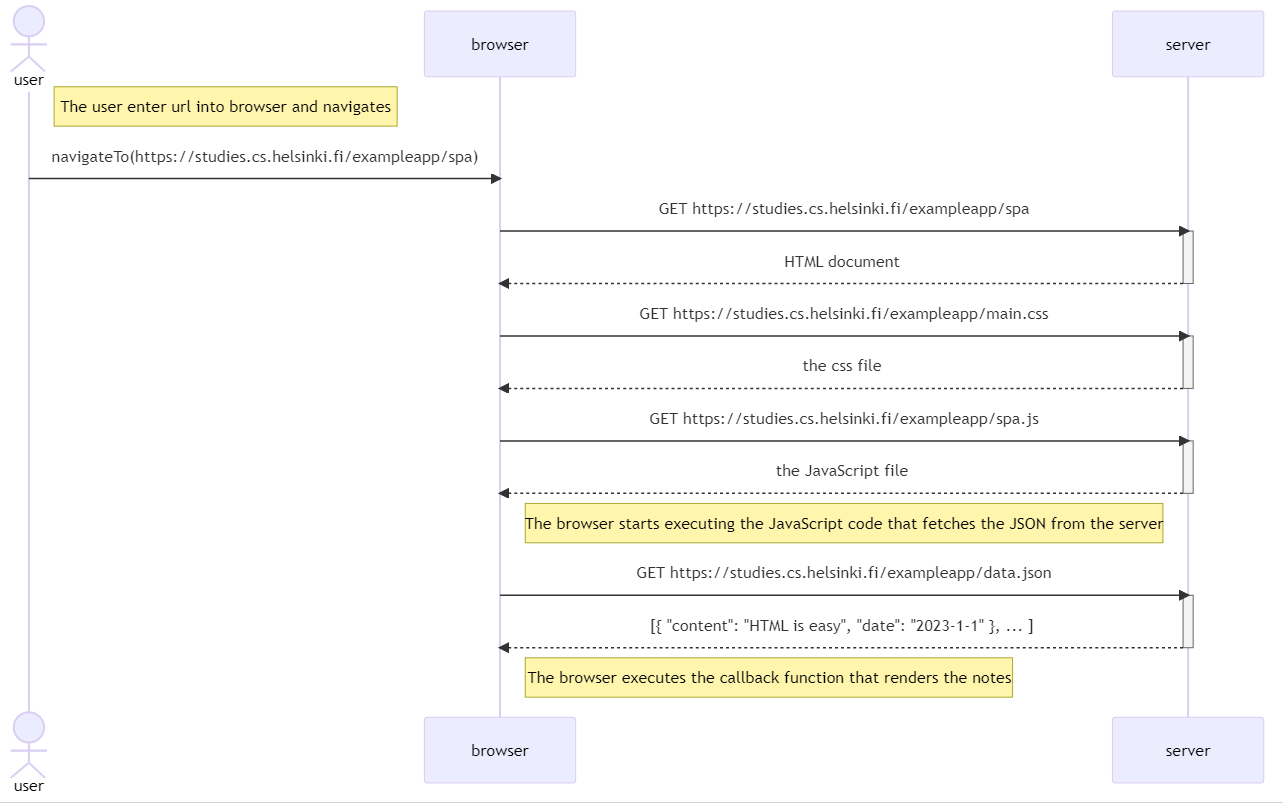 browser
server
user
The user enter url into browser and navigates
navigateTo(https://studies.cs.helsinki.fi/exampleapp/spa)
GET https://studies.cs.helsinki.fi/exampleapp/spa
HTML document
GET https://studies.cs.helsinki.fi/exampleapp/main.css
the css file
GET https://studies.cs.helsinki.fi/exampleapp/spa.js
the JavaScript file
The browser starts executing the JavaScript code that fetches the JSON from the server
GET https://studies.cs.helsinki.fi/exampleapp/data.json
[{ "content": "HTML is easy", "date": "2023-1-1" }, ... ]
The browser executes the callback function that renders the notes
browser
server
user